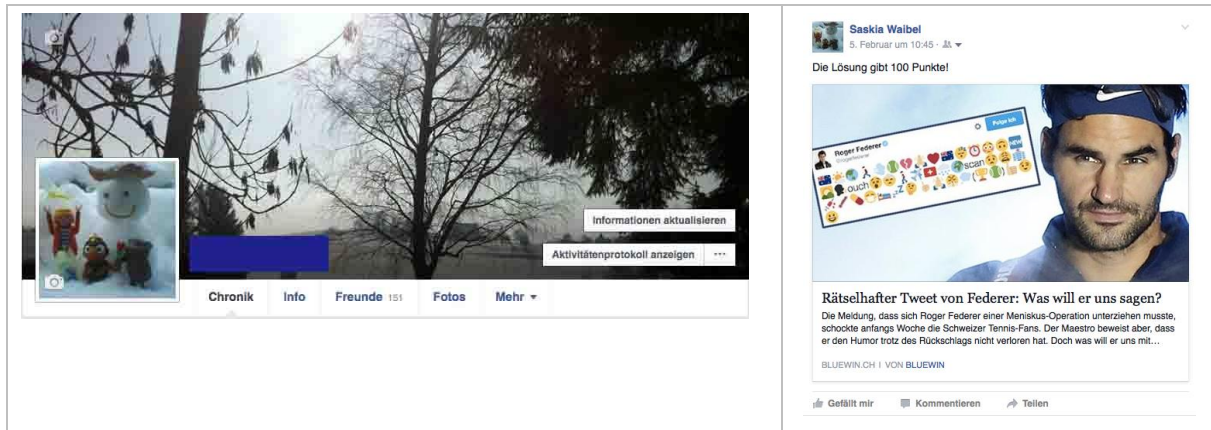 Informationen aktualisieren
Aktivitätenprotokoll anzeigen ···
Chronik Info Freunde 151 Fotos Mehr
Saskia Waibel
5. Februar um 10:45 ·
Die Lösung gibt 100 Punkte!
Folge ich
Roger Federer
@rogerfederer
NEW
scan
ouch
Rätselhafter Tweet von Federer: Was will er uns sagen?
Die Meldung, dass sich Roger Federer einer Meniskus-Operation unterziehen musste,
schockte anfangs Woche die Schweizer Tennis-Fans. Der Maestro beweist aber, dass
er den Humor trotz des Rückschlags nicht verloren hat. Doch was will er uns mit…
BLUEWIN.CH | VON BLUEWIN
Gefällt mir Kommentieren Teilen